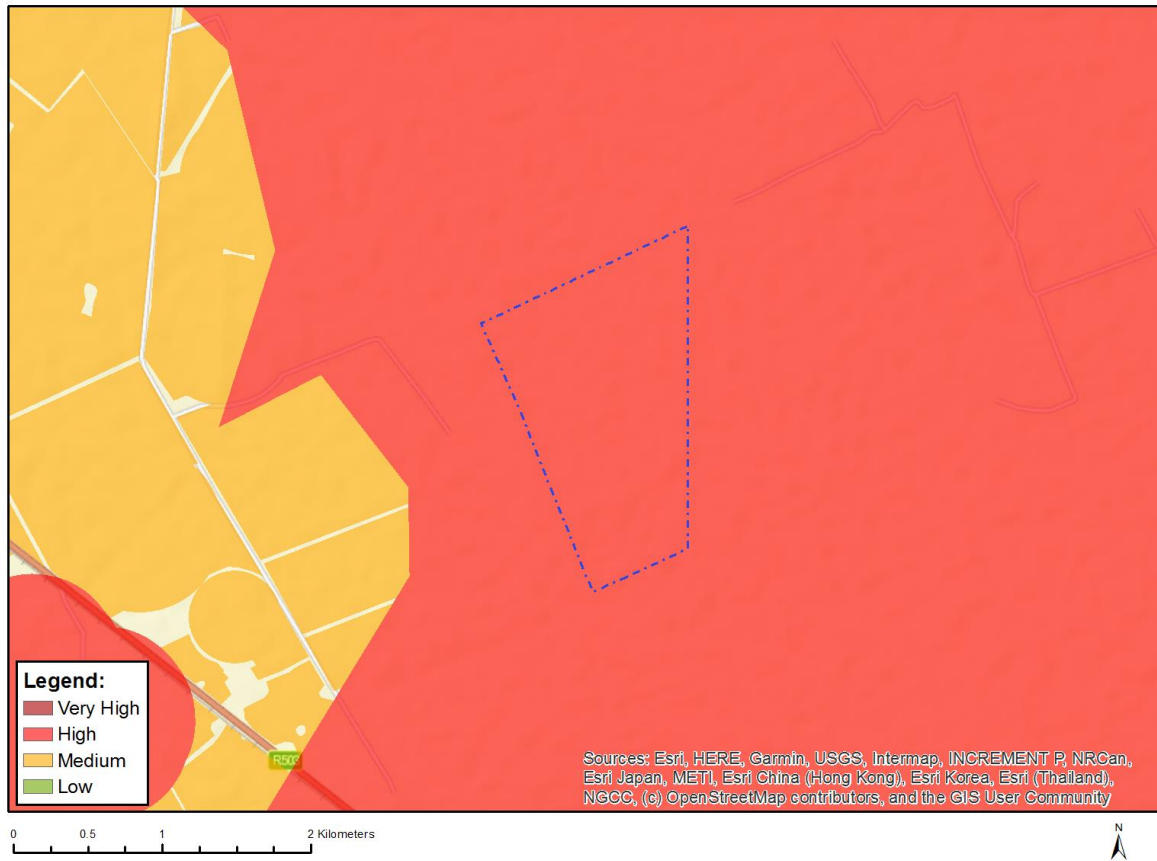 R503
Legend:
Very High
High
Medium
Low
Sources: Esri, HERE, Garmin, USGS, Intermap, INCREMENT P, NRCan,
Esri Japan, METI, Esri China (Hong Kong), Esri Korea, Esri (Thailand),
NGCC, (c) OpenStreetMap contributors, and the GIS User Community
0 0.5 1 2 Kilometers
N